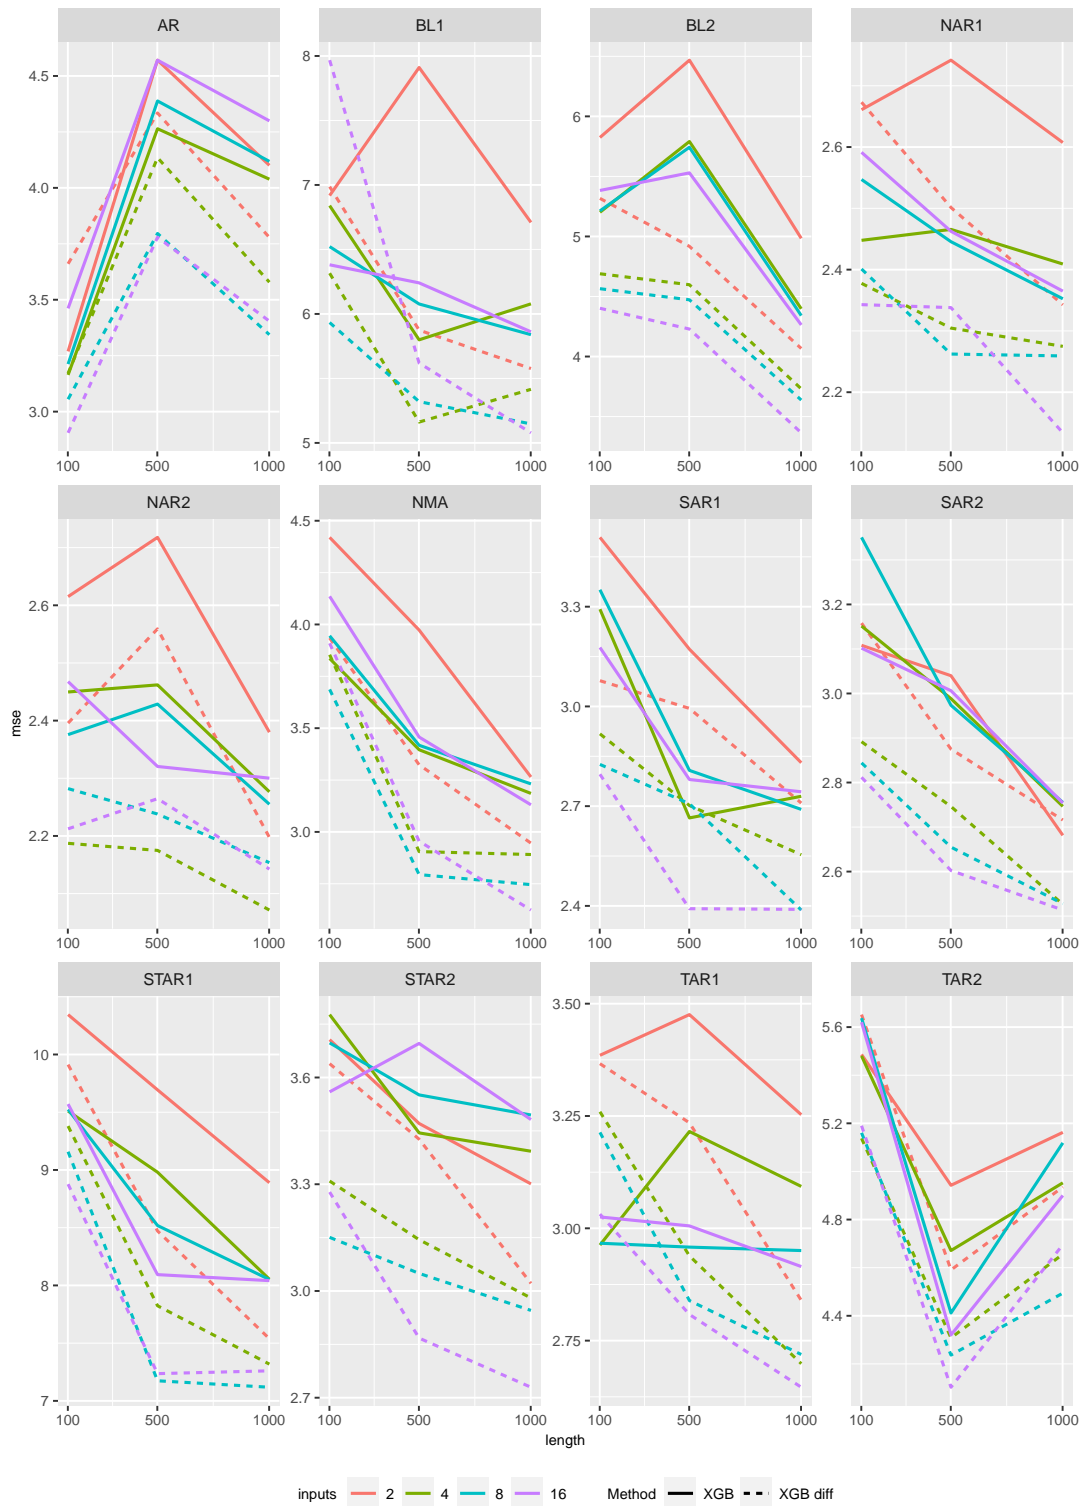 AR BL1 BL2 NAR1
4.5 4.0 3.5 3.0
8 7 6 5
6 5 4
2.6 2.4 2.2
100 500 1000 100 500 1000 100 500 1000 100 500 1000
NAR2 NMA SAR1 SAR2
2.6 2.4 2.2
4.5 4.0 3.5 3.0
3.3 3.0 2.7 2.4
3.2 3.0 2.8 2.6
100 500 1000 100 500 1000 100 500 1000 100 500 1000
mse
STAR1 STAR2 TAR1 TAR2
10 9 8 7
3.6 3.3 3.0 2.7
3.50 3.25 3.00 2.75
5.6 5.2 4.8 4.4
100 500 1000 100 500 1000 100 500 1000 100 500 1000
length
inputs 2 4 8 16 Method XGB XGB diff